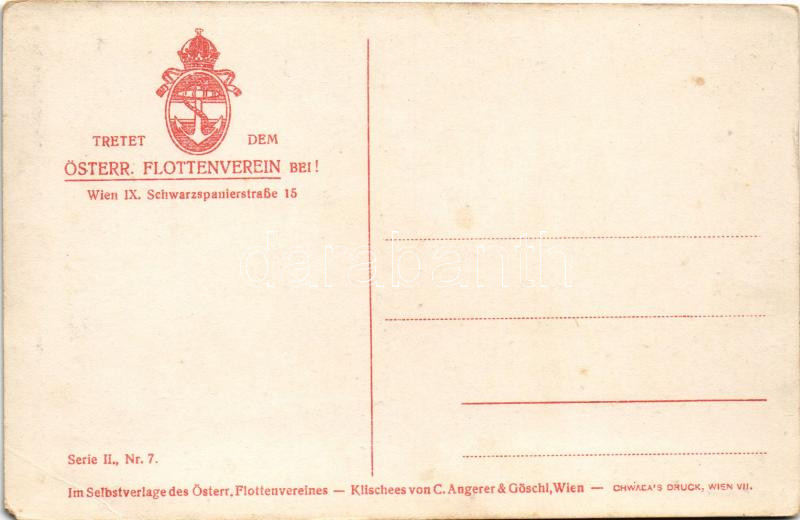 TRETET DEM
ÖSTERR. FLOTTENVEREIN BEI!
Wien IX. Schwarzspanierstraße 15
darabanth
Serie II., Nr. 7.
Im Selbstverlage des Österr. Flottenvereines — Klischees von C. Angerer & Göschl, Wien — CHWALA'S DRUCK, WIEN VII.